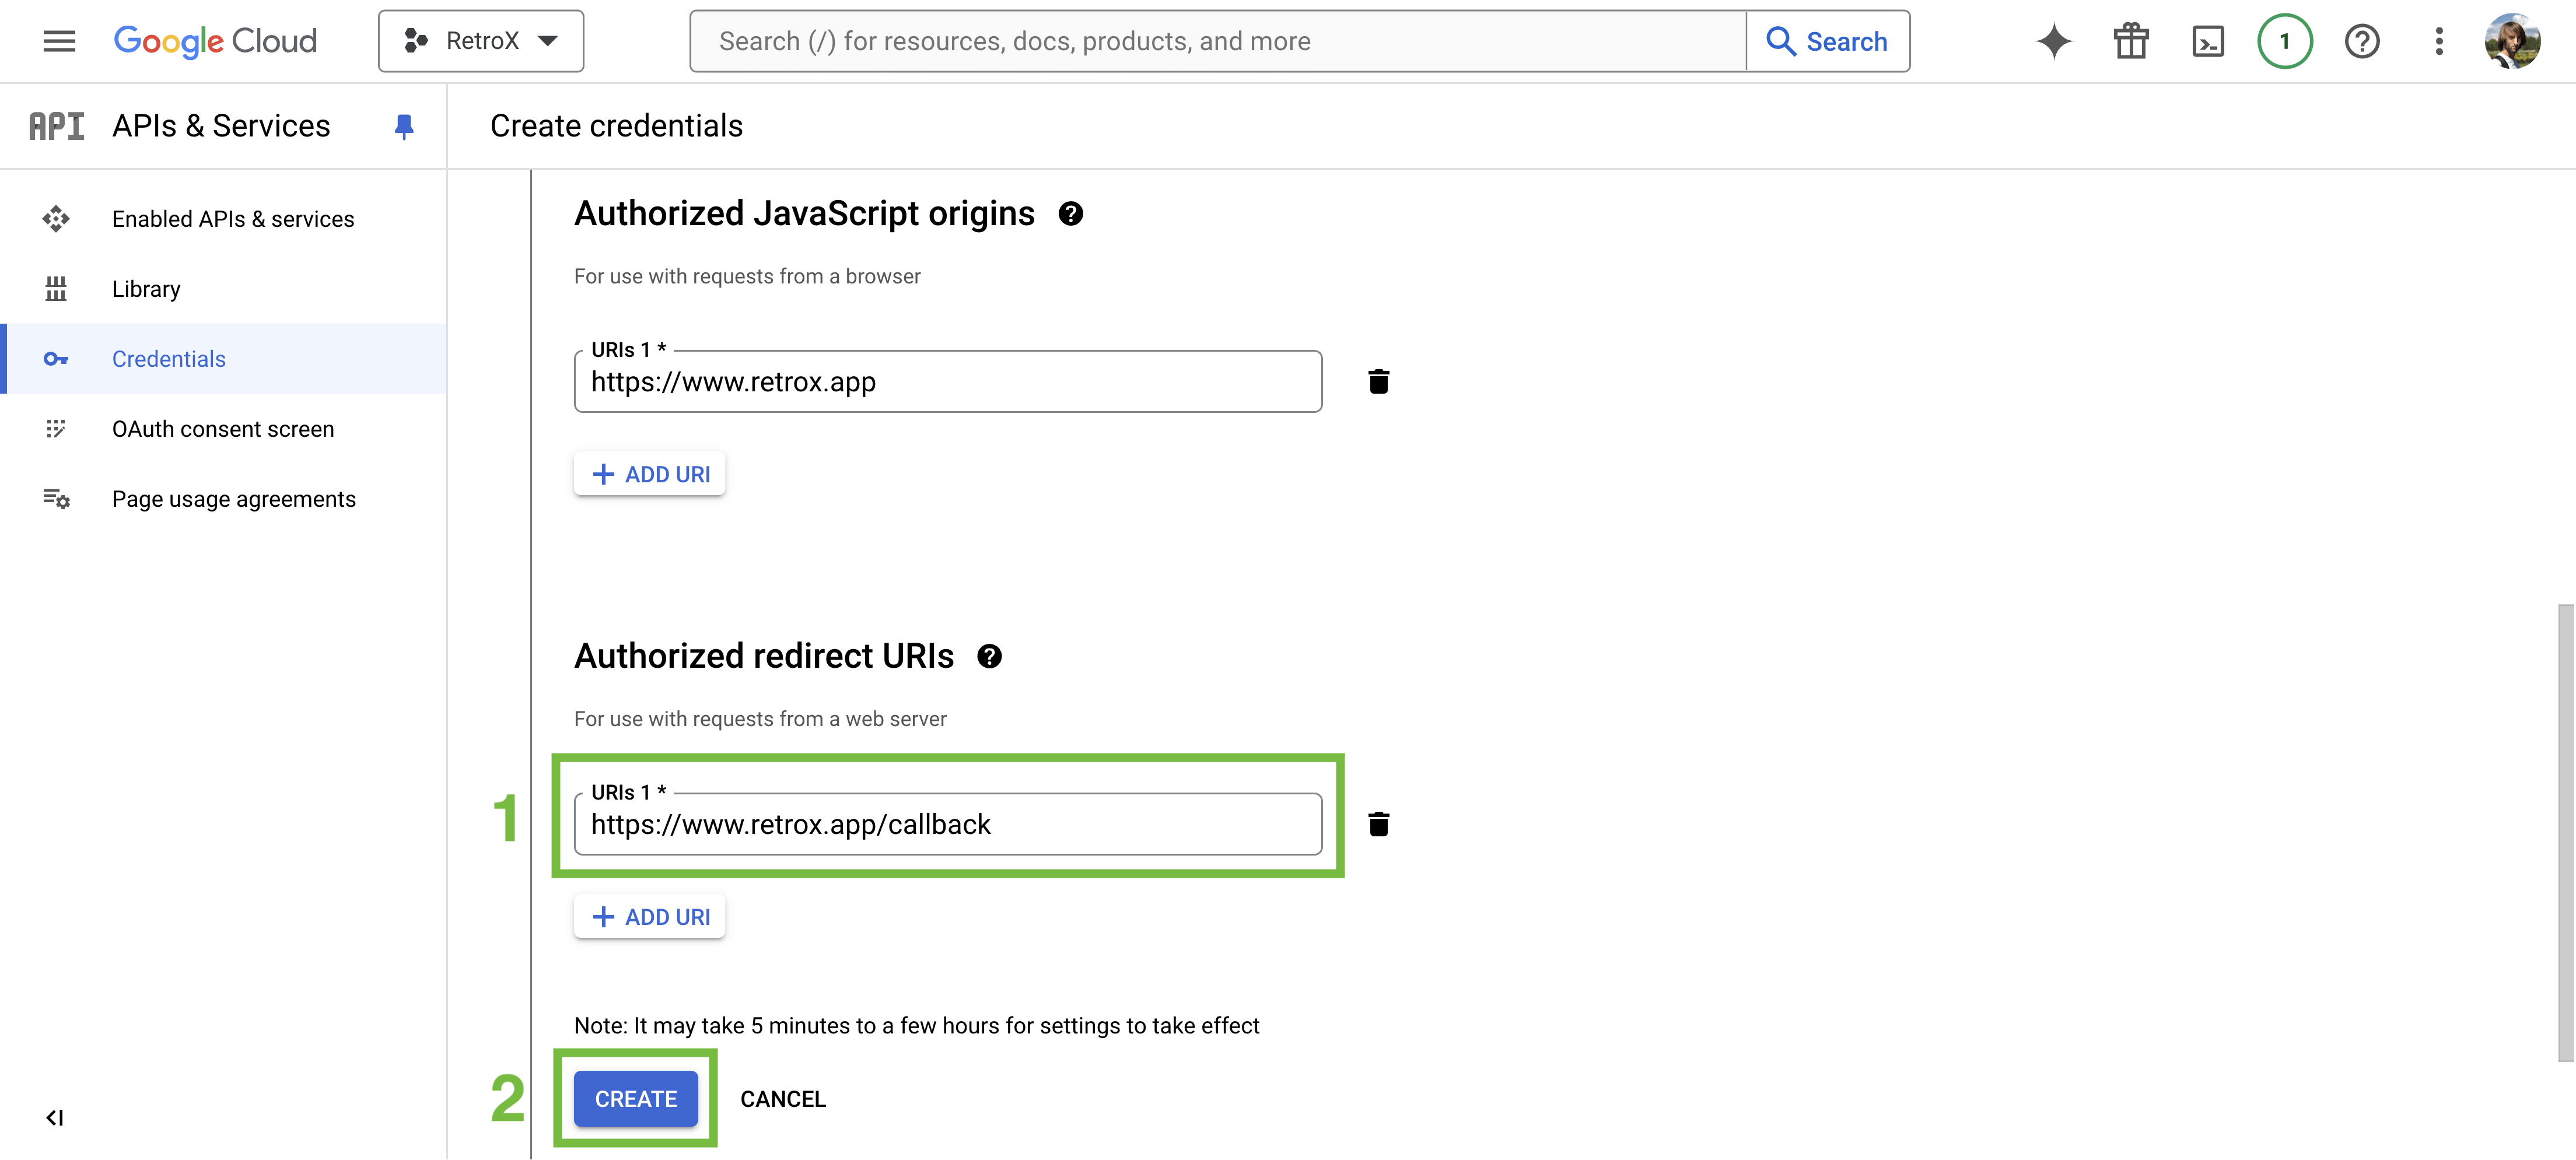 Google Cloud
RetroX
Search (/) for resources, docs, products, and more
Search
1
API
APIs & Services
Create credentials
Enabled APIs & services
Library
Credentials
OAuth consent screen
Page usage agreements
Authorized JavaScript origins
For use with requests from a browser
URIs 1 *
https://www.retrox.app
ADD URI
Authorized redirect URIs
For use with requests from a web server
1
URIs 1 *
https://www.retrox.app/callback
ADD URI
Note: It may take 5 minutes to a few hours for settings to take effect
2
CREATE
CANCEL